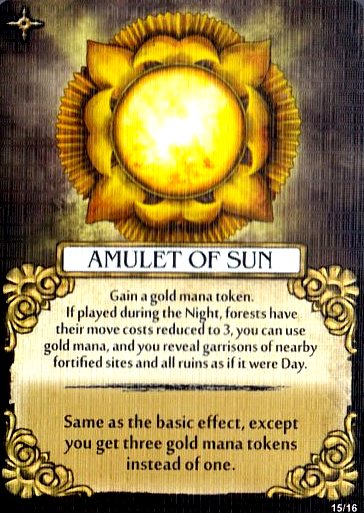 AMULET OF SUN
Gain a gold mana token.
If played during the Night, forests have
their move costs reduced to 3, you can use
gold mana, and you reveal garrisons of nearby
fortified sites and all ruins as if it were Day.
Same as the basic effect, except
you get three gold mana tokens
instead of one.
15/16